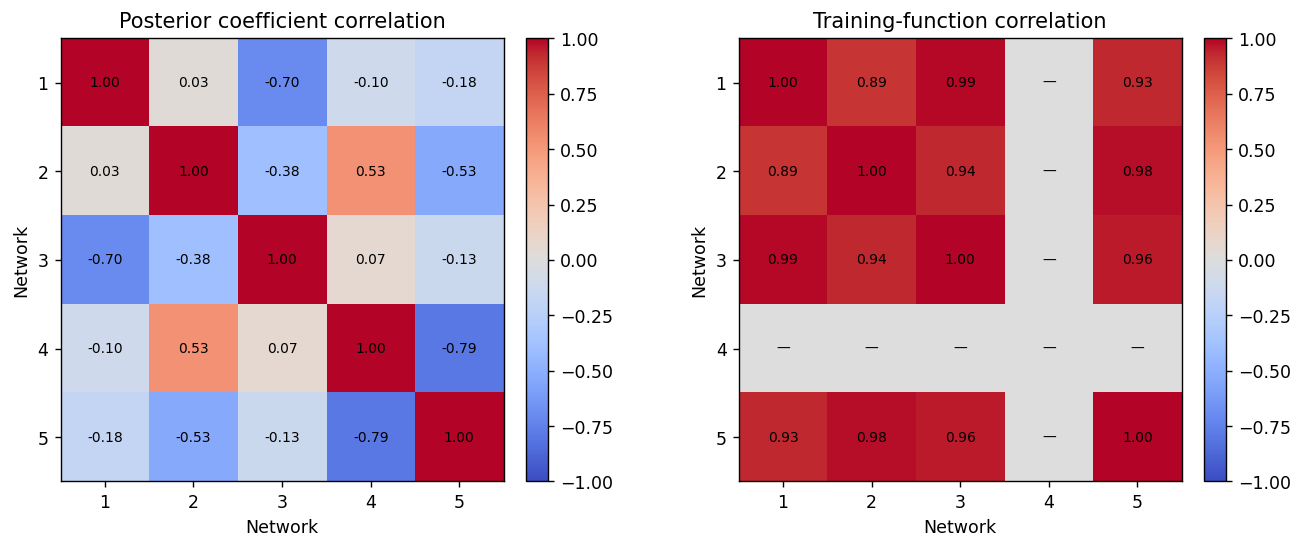 Posterior coefficient correlation
1 1.00 0.03 -0.70 -0.10 -0.18
2 0.03 1.00 -0.38 0.53 -0.53
3 -0.70 -0.38 1.00 0.07 -0.13
4 -0.10 0.53 0.07 1.00 -0.79
5 -0.18 -0.53 -0.13 -0.79 1.00
1 2 3 4 5
Network
Network
1.00
0.75
0.50
0.25
0.00
−0.25
−0.50
−0.75
−1.00
Training-function correlation
1 1.00 0.89 0.99 — 0.93
2 0.89 1.00 0.94 — 0.98
3 0.99 0.94 1.00 — 0.96
4 — — — — —
5 0.93 0.98 0.96 — 1.00
1 2 3 4 5
Network
Network
1.00
0.75
0.50
0.25
0.00
−0.25
−0.50
−0.75
−1.00